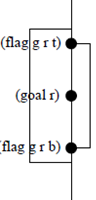 (flag g r t)
(goal r)
(flag g r b)